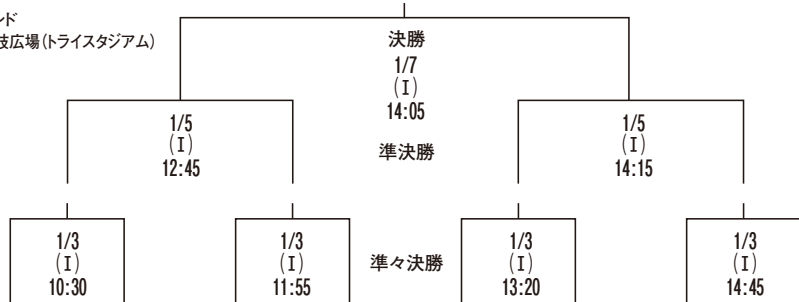 ンド
技広場(トライスタジアム)
決勝
1/7
(I)
14:05
1/5
(I)
12:45
準決勝
1/5
(I)
14:15
1/3
(I)
10:30
1/3
(I)
11:55
準々決勝
1/3
(I)
13:20
1/3
(I)
14:45